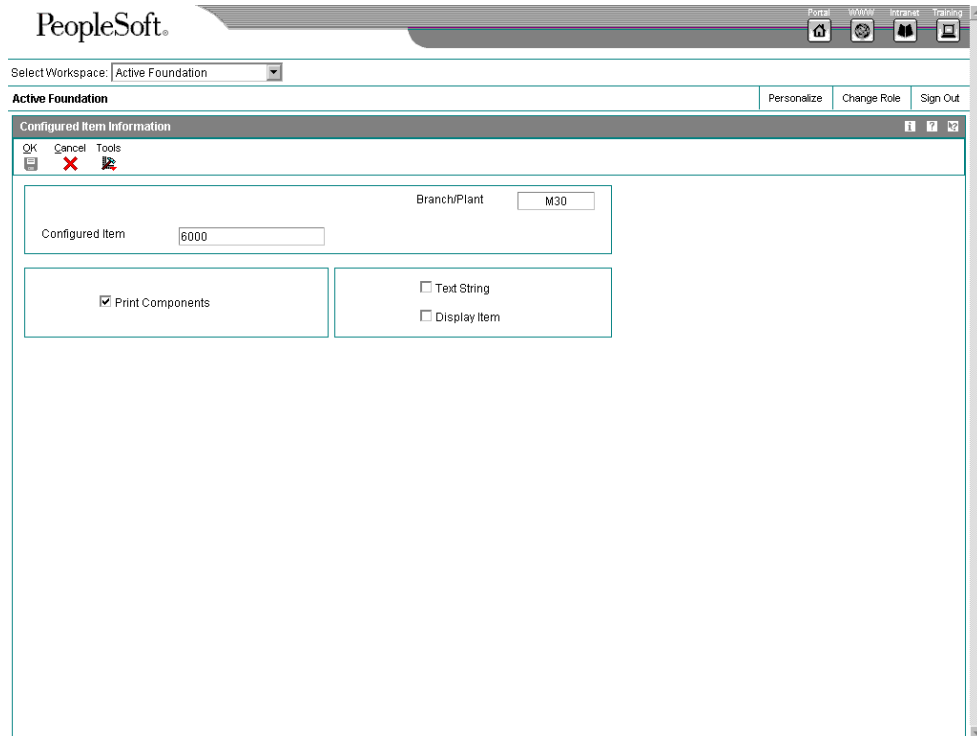 PeopleSoft®
Portal WWW Intranet Training
Select Workspace: Active Foundation
Active Foundation Personalize Change Role Sign Out
Configured Item Information
OK Cancel Tools
Branch/Plant M30
Configured Item 6000
Print Components
Text String
Display Item